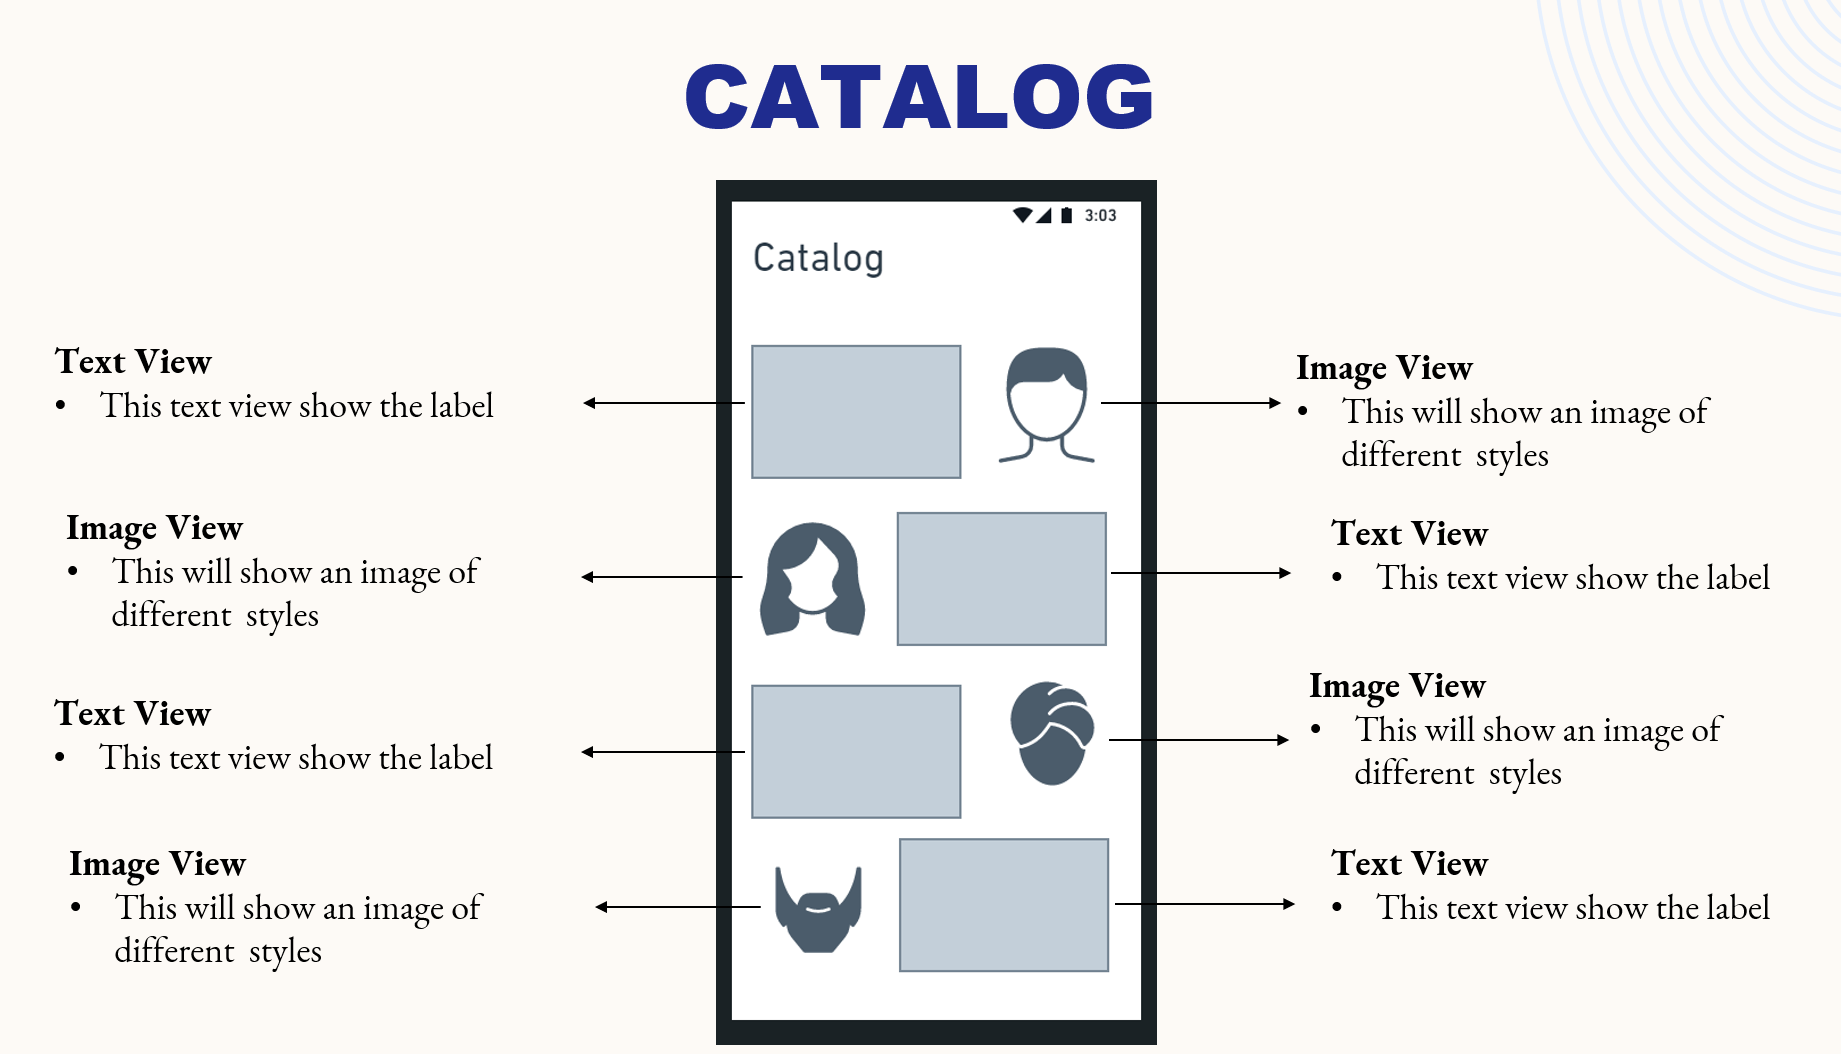 CATALOG
3:03
Catalog
Text View
• This text view show the label
Image View
• This will show an image of
different  styles
Image View
• This will show an image of
different  styles
Text View
• This text view show the label
Text View
• This text view show the label
Image View
• This will show an image of
different  styles
Image View
• This will show an image of
different  styles
Text View
• This text view show the label